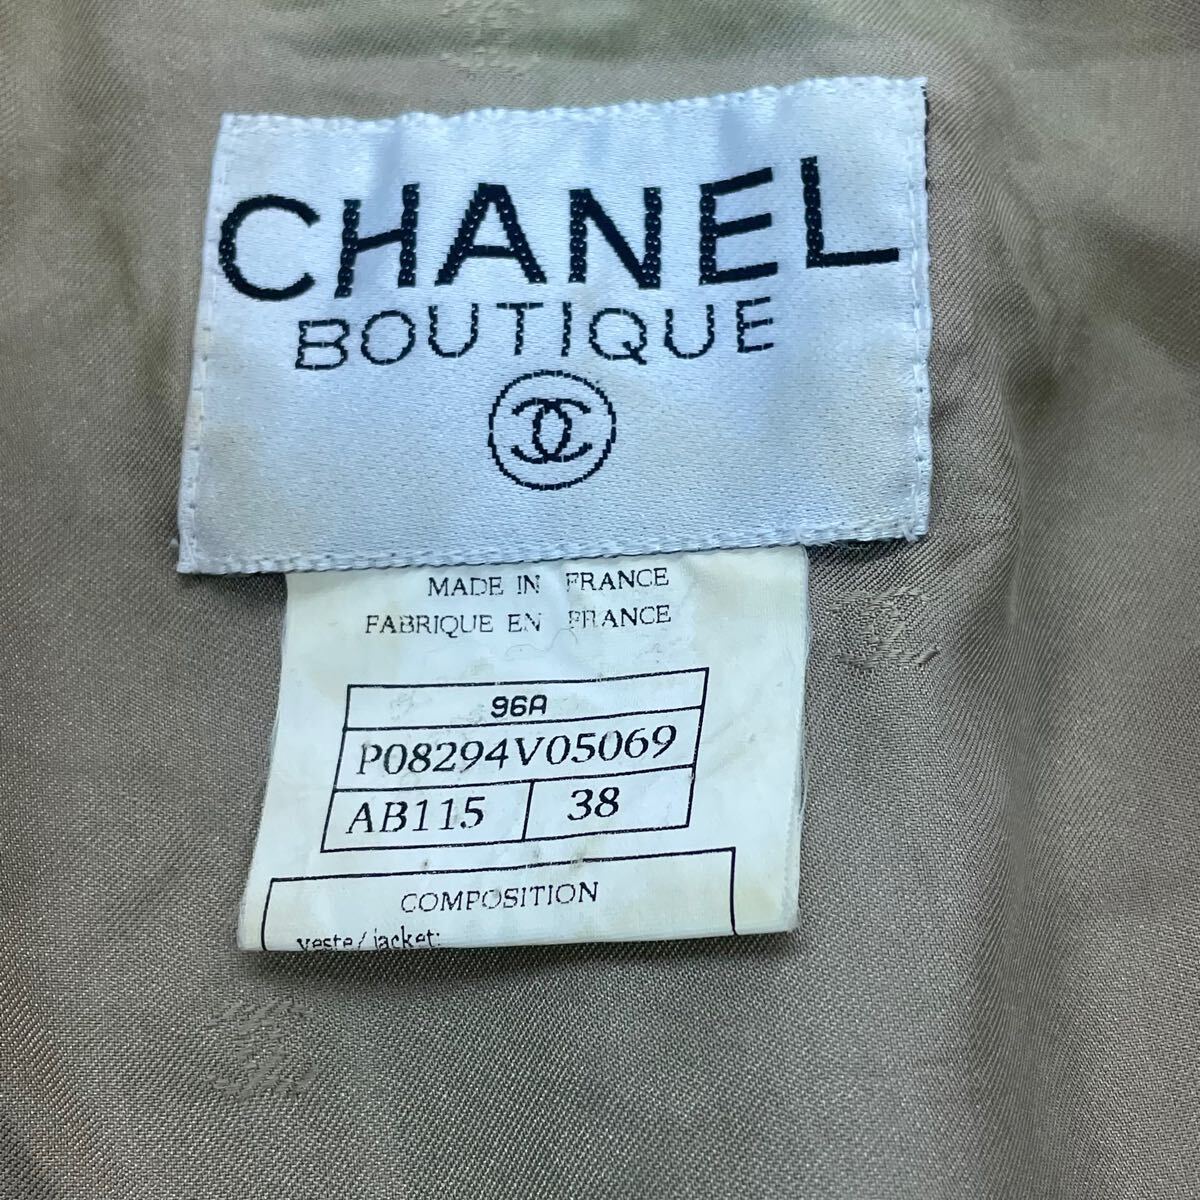 CHANEL
BOUTIQUE
MADE IN FRANCE
FABRIQUE EN FRANCE
96A
P08294V05069
AB115 38
COMPOSITION
veste/jacket: